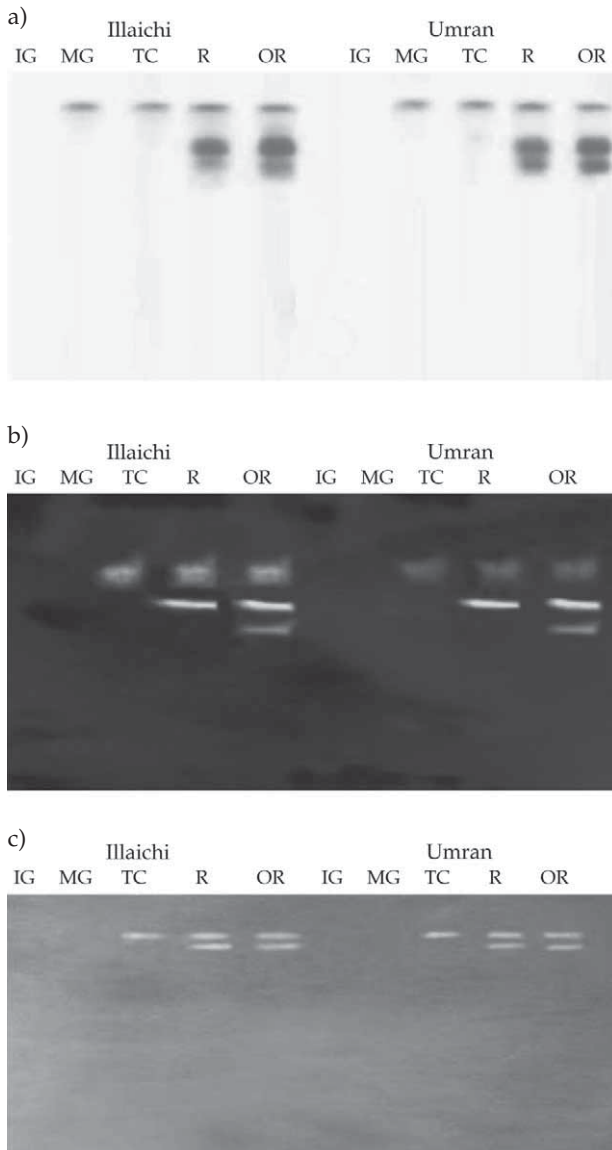 a)
Illaichi Umran
IG MG TC R OR IG MG TC R OR
b)
Illaichi Umran
IG MG TC R OR IG MG TC R OR
c)
Illaichi Umran
IG MG TC R OR IG MG TC R OR